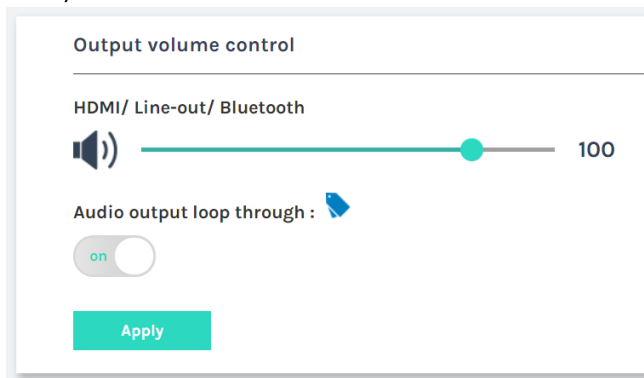 Output volume control
HDMI/ Line-out/ Bluetooth
100
Audio output loop through :
on
Apply